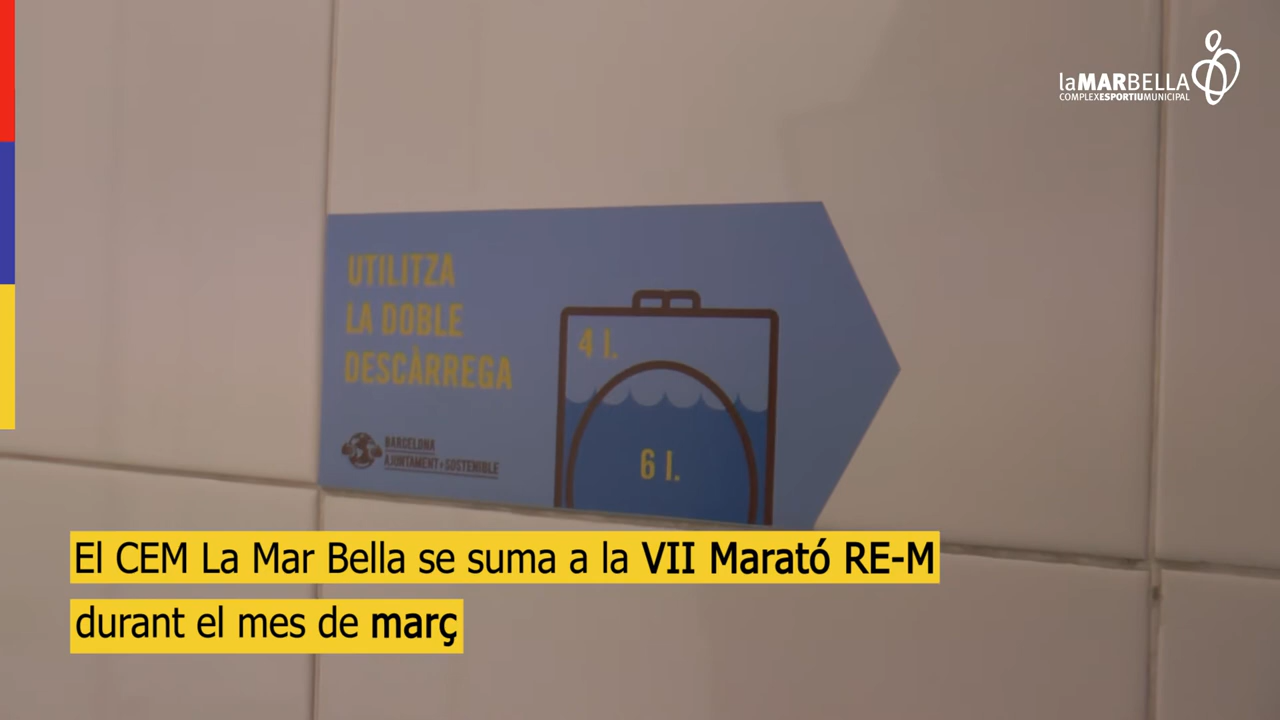 laMARBELLA
COMPLEXESPORTIUMUNICIPAL
UTILITZA
LA DOBLE
DESCÀRREGA
4 l.
6 l.
BARCELONA
AJUNTAMENT + SOSTENIBLE
El CEM La Mar Bella se suma a la VII Marató RE-M
durant el mes de març